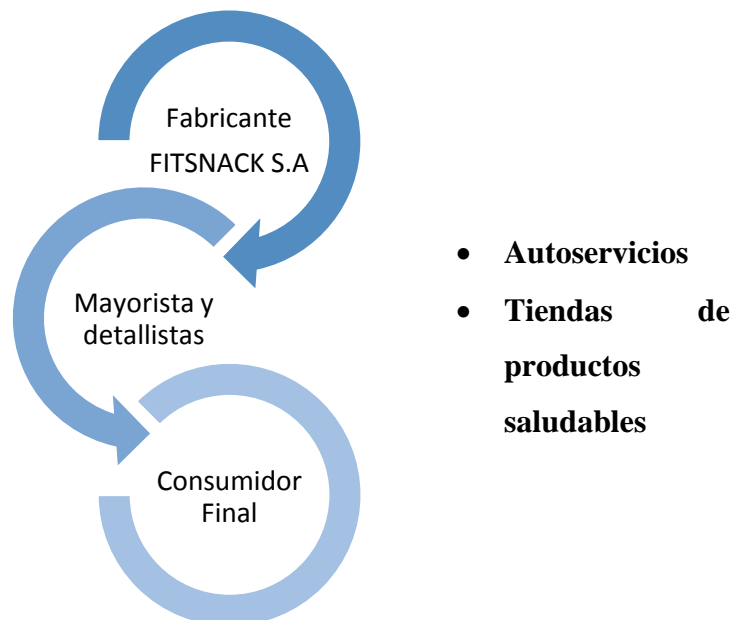 Fabricante
FITSNACK S.A
Mayorista y
detallistas
Consumidor
Final
• Autoservicios
• Tiendas de
productos
saludables